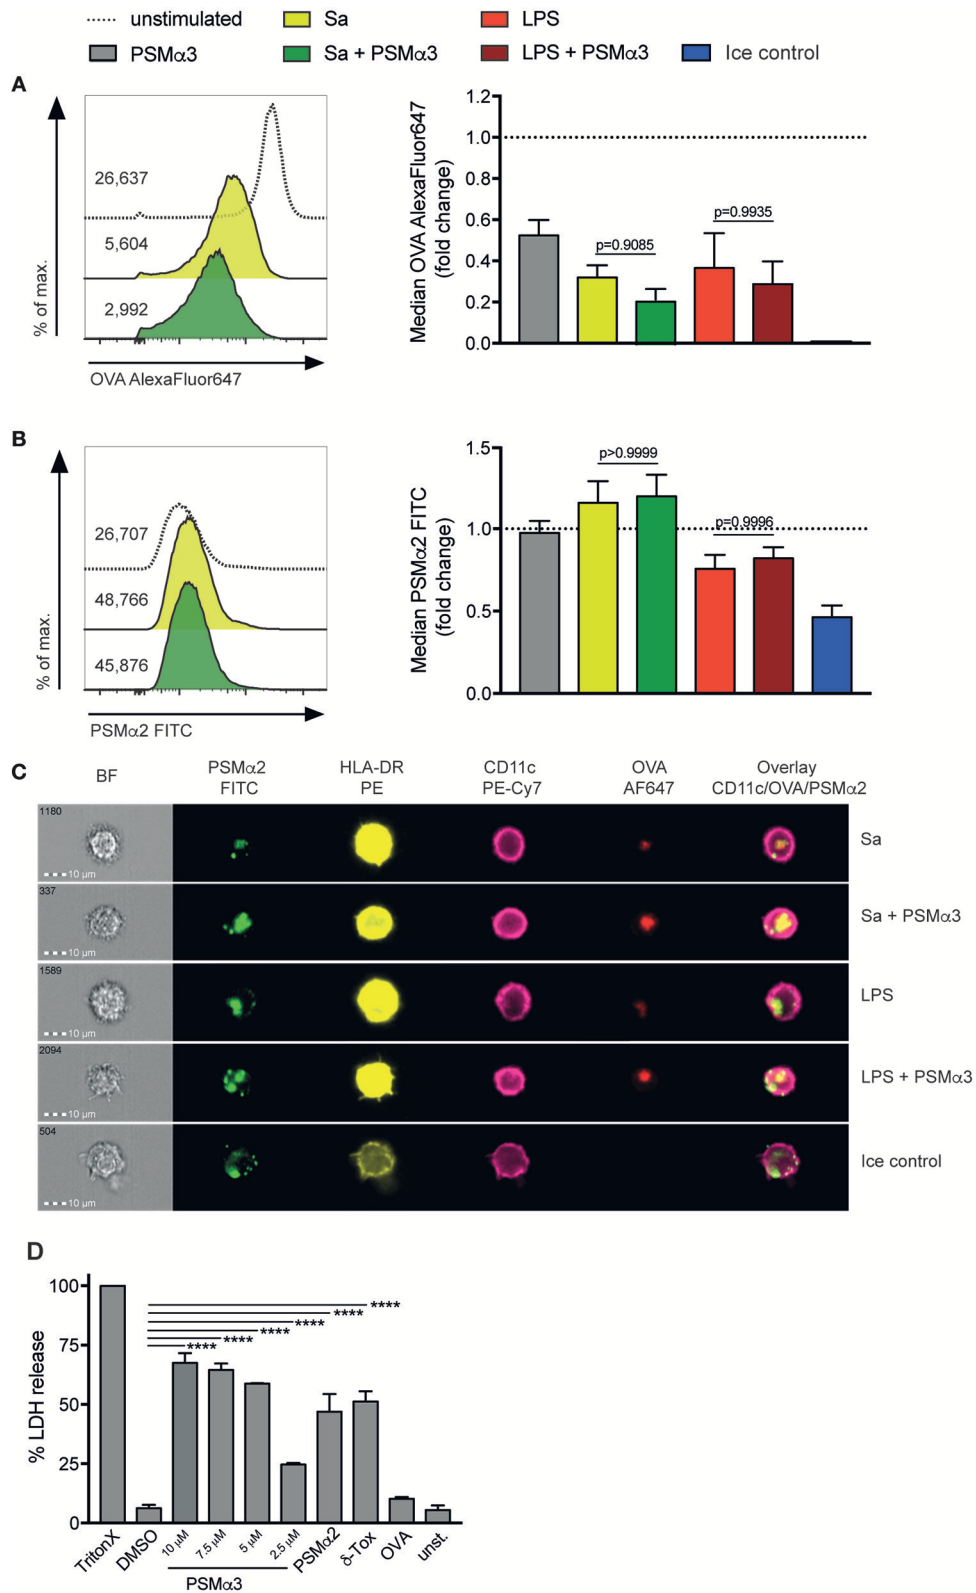 unstimulated
Sa
LPS
PSMα3
Sa + PSMα3
LPS + PSMα3
Ice control
A
% of max.
26,637
5,604
2,992
OVA AlexaFluor647
Median OVA AlexaFluor647
(fold change)
1.2
1.0
0.8
0.6
0.4
0.2
0.0
p=0.9085
p=0.9935
B
% of max.
26,707
48,766
45,876
PSMα2 FITC
Median PSMα2 FITC
(fold change)
1.5
1.0
0.5
0.0
p>0.9999
p=0.9996
C
BF
PSMα2
FITC
HLA-DR
PE
CD11c
PE-Cy7
OVA
AF647
Overlay
CD11c/OVA/PSMα2
1180
10 µm
Sa
337
10 µm
Sa + PSMα3
1589
10 µm
LPS
2094
10 µm
LPS + PSMα3
504
10 µm
Ice control
D
% LDH release
100
75
50
25
0
****
****
****
****
****
****
TritonX
DMSO
10 µM
7.5 µM
5 µM
2.5 µM
PSMα2
δ-Tox
OVA
unst.
PSMα3